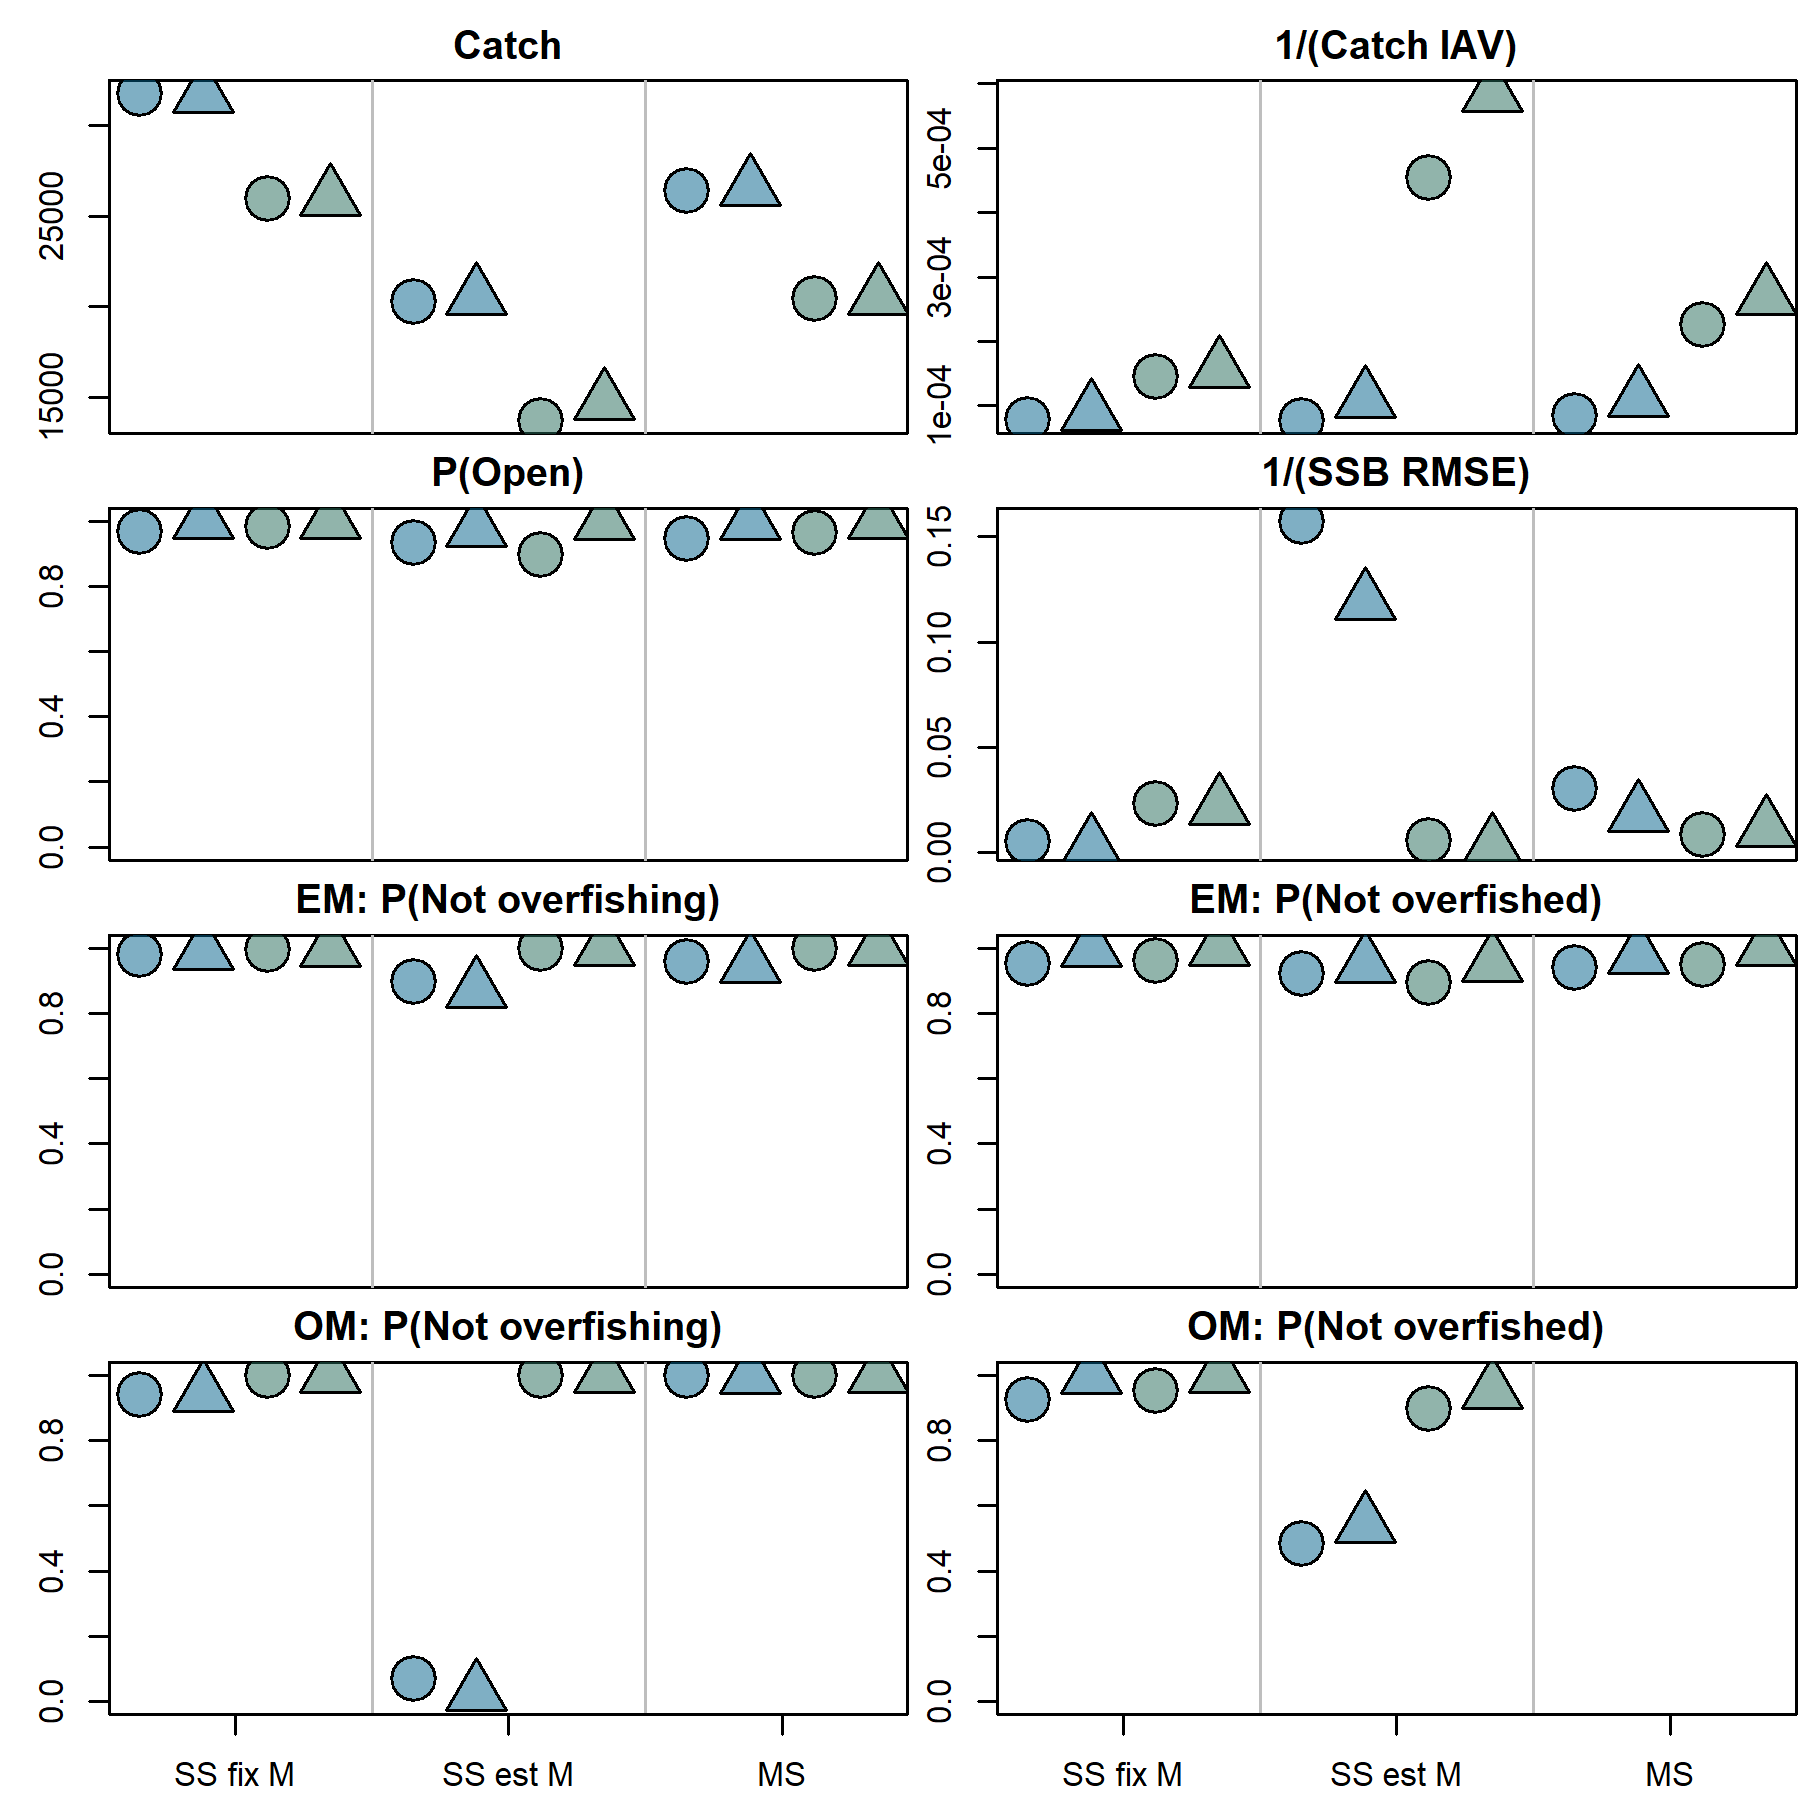 Catch
1/(Catch IAV)
25000
15000
5e-04
3e-04
1e-04
P(Open)
1/(SSB RMSE)
0.8
0.4
0.0
0.15
0.10
0.05
0.00
EM: P(Not overfishing)
EM: P(Not overfished)
0.8
0.4
0.0
0.8
0.4
0.0
OM: P(Not overfishing)
OM: P(Not overfished)
0.8
0.4
0.0
0.8
0.4
0.0
SS fix M SS est M MS
SS fix M SS est M MS